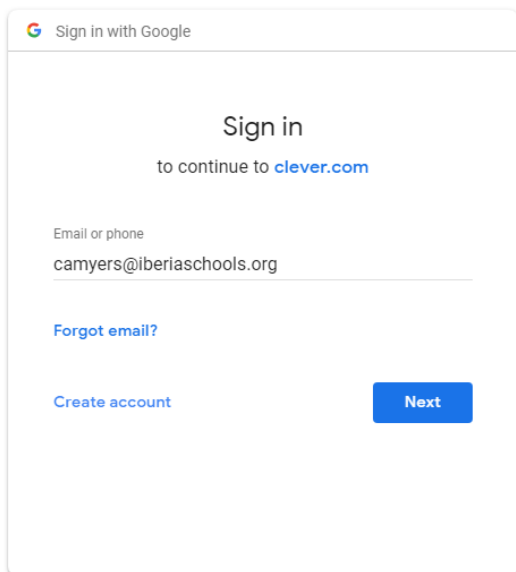 Sign in with Google
Sign in
to continue to clever.com
Email or phone
camyers@iberiaschools.org
Forgot email?
Create account
Next